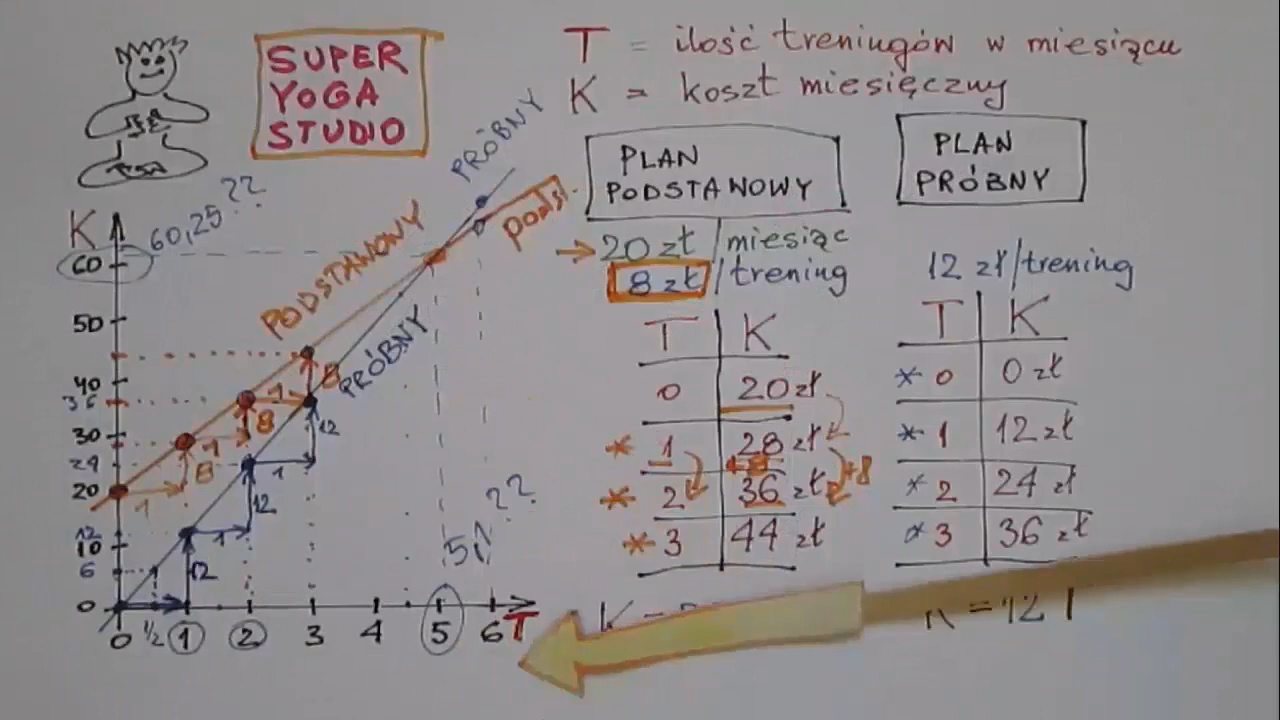 SUPER
YOGA
STUDIO
T = ilość treningów w miesiącu
K = koszt miesięczny
PLAN
PODSTAWOWY
20 zł / miesiąc
8 zł / trening
T K
0 20 zł
* 1 28 zł
+8
* 2 36 zł
+8
* 3 44 zł
PLAN
PRÓBNY
12 zł / trening
T K
* 0 0 zł
* 1 12 zł
* 2 24 zł
* 3 36 zł
K = 12 T
K
60,25 ??
60
50
40
36
30
24
20
12
10
6
0
PODSTAWOWY
PRÓBNY
PRÓBNY
podst.
1 8
1 8
1 8
12
1 12
1 12
5½ ??
0 ½ 1 2 3 4 5 6 T